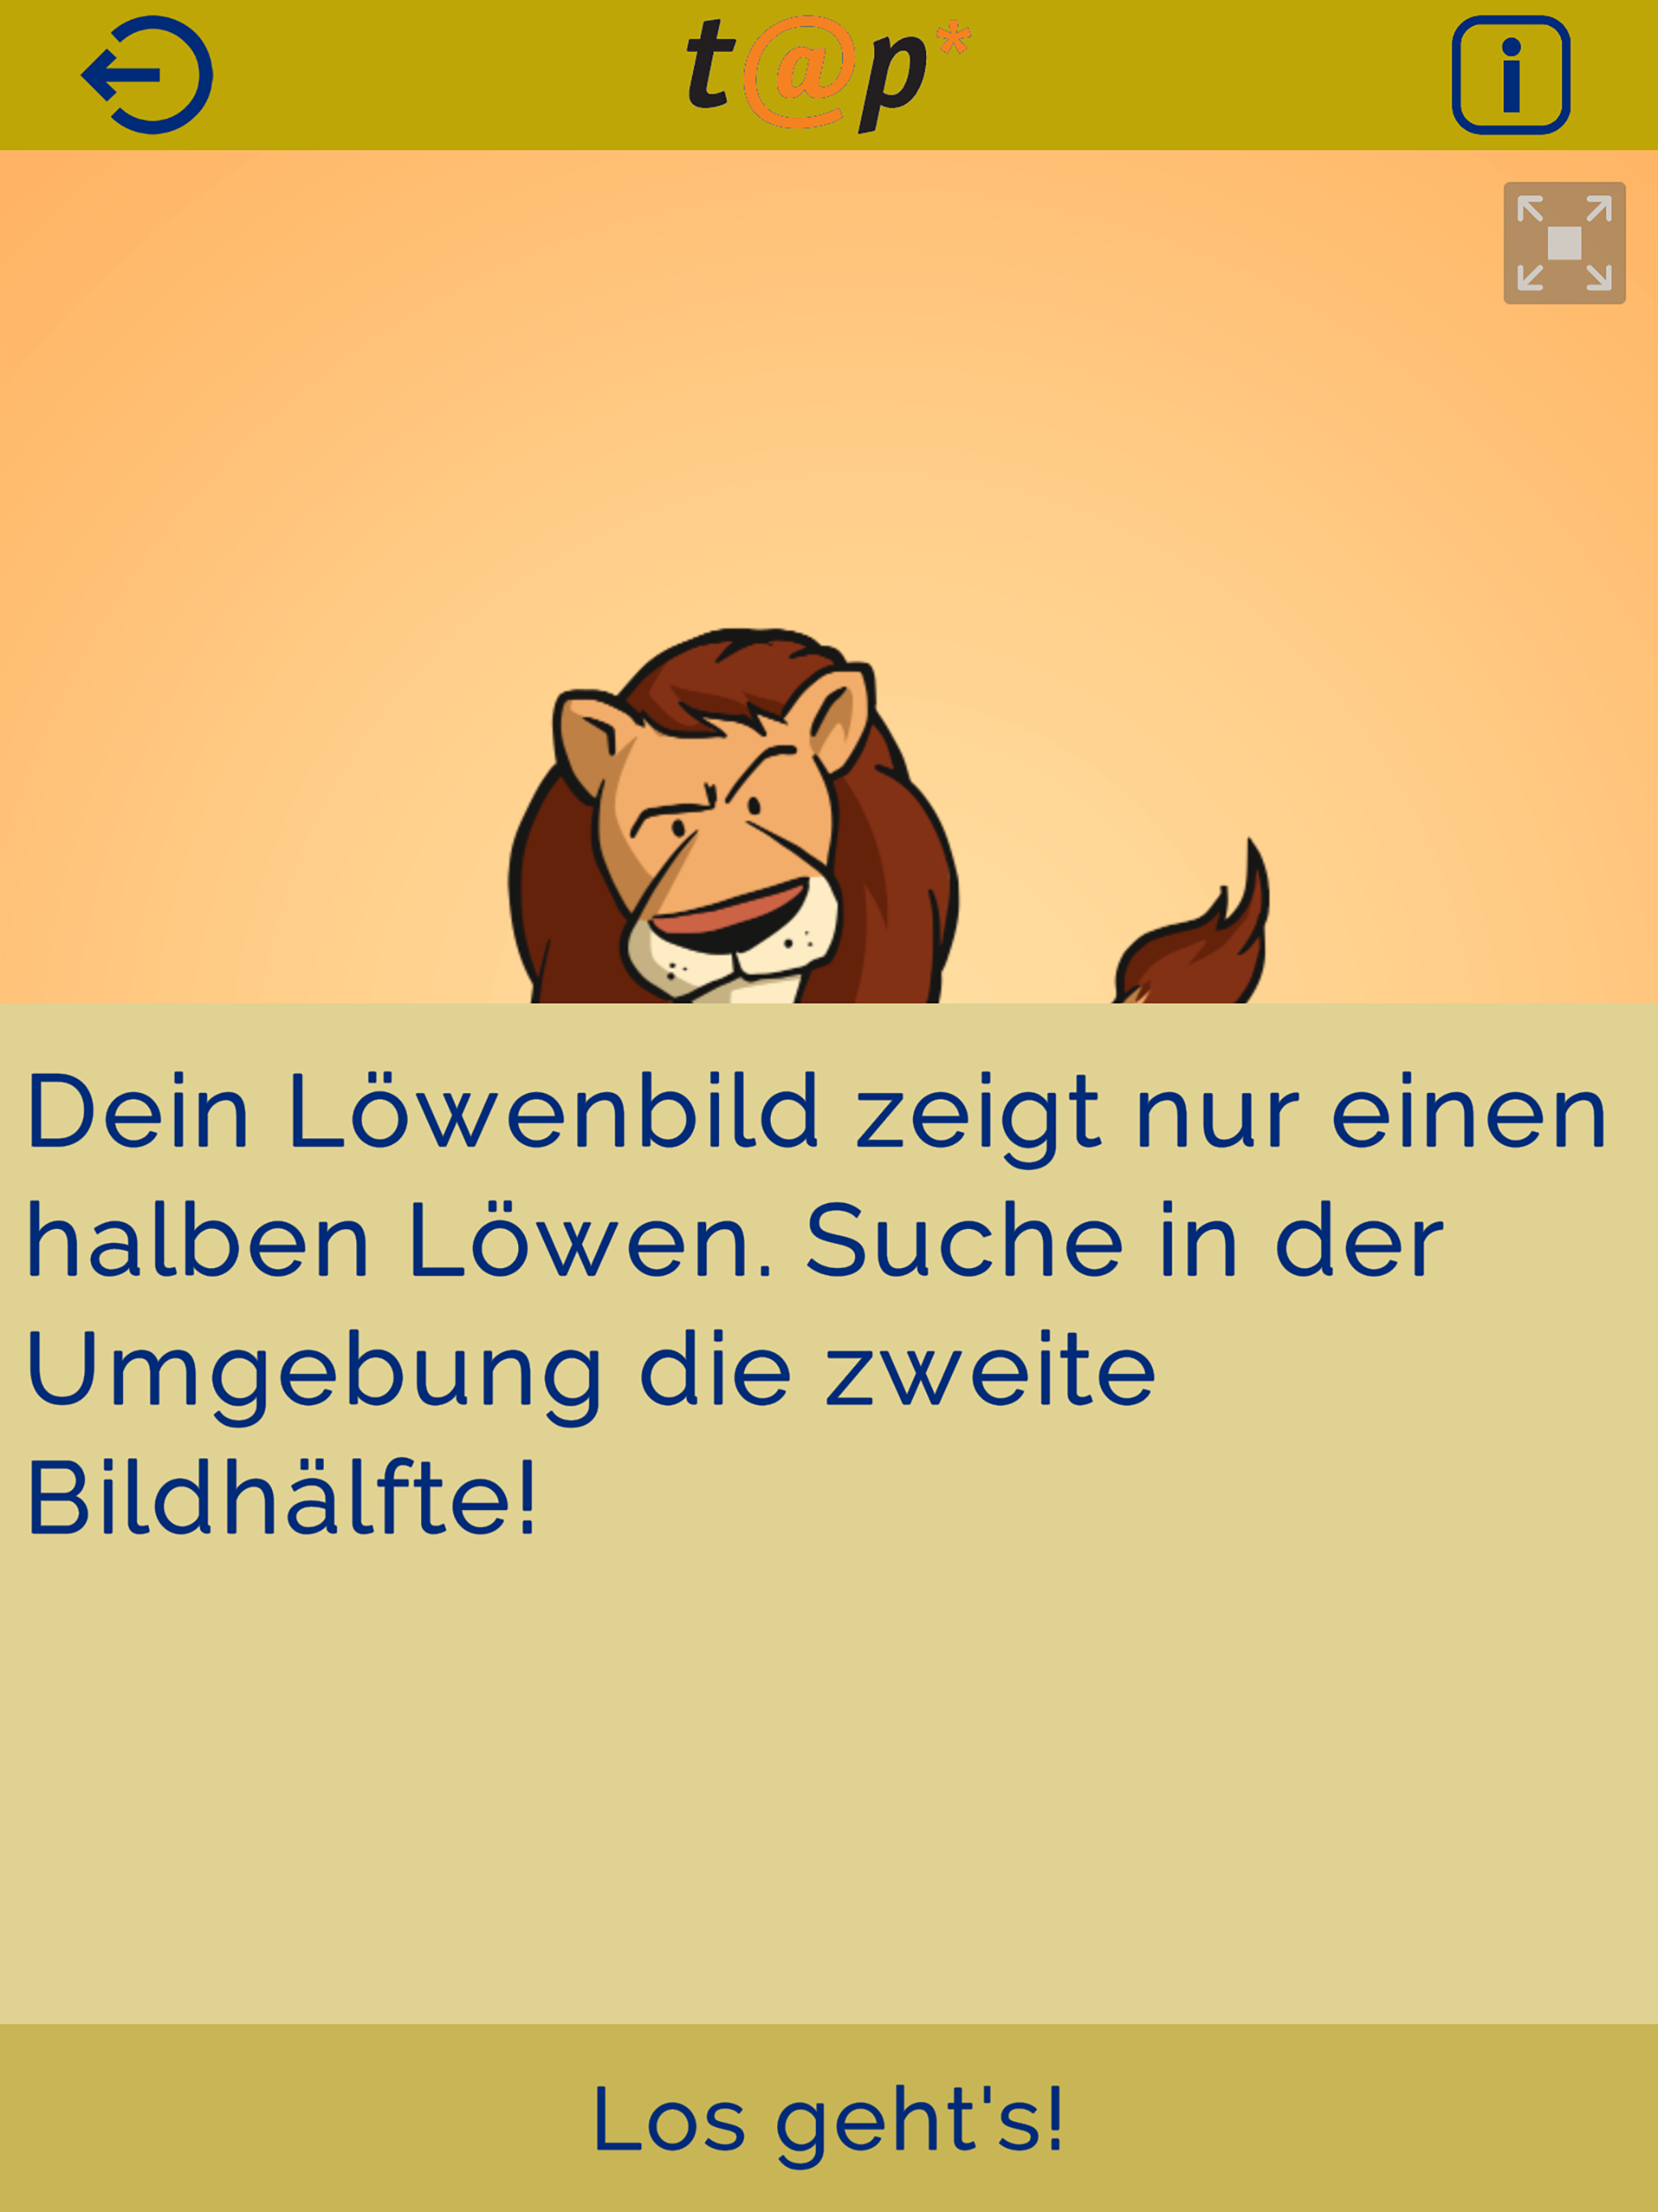 t@p*
Dein Löwenbild zeigt nur einen
halben Löwen. Suche in der
Umgebung die zweite
Bildhälfte!
Los geht's!